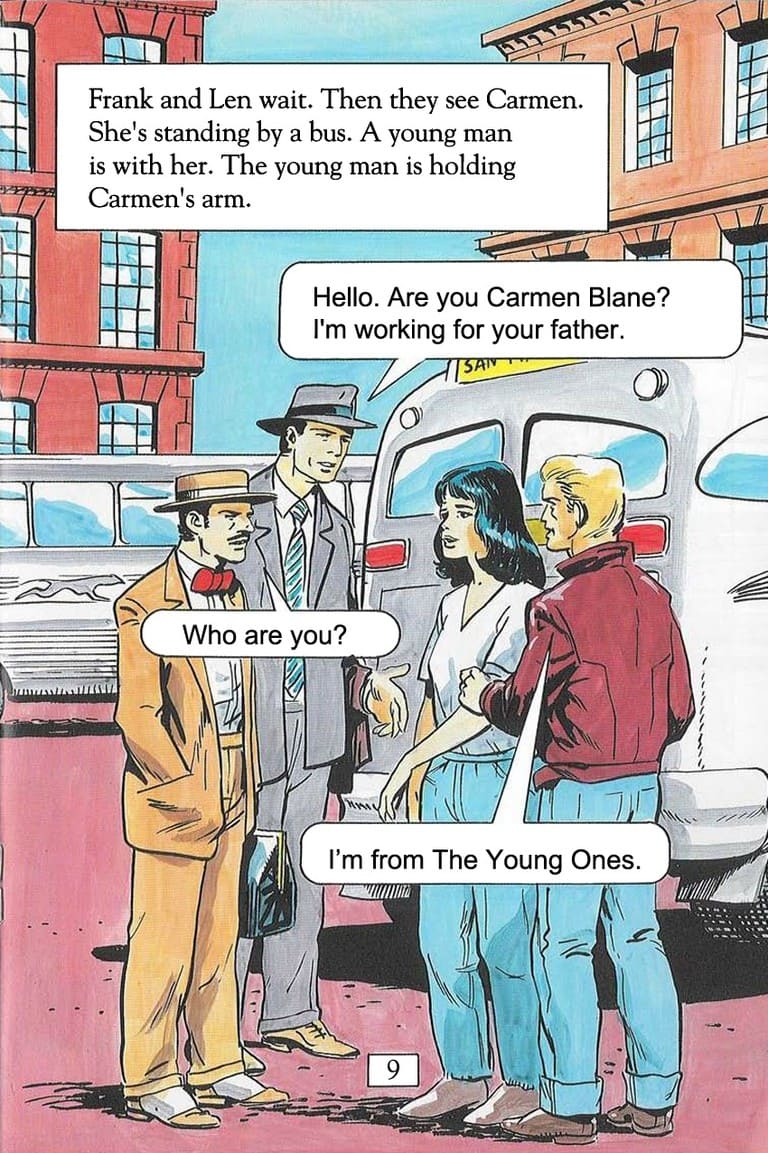 Frank and Len wait. Then they see Carmen.
She's standing by a bus. A young man
is with her. The young man is holding
Carmen's arm.
Hello. Are you Carmen Blane?
I'm working for your father.
SAN
Who are you?
I'm from The Young Ones.
9